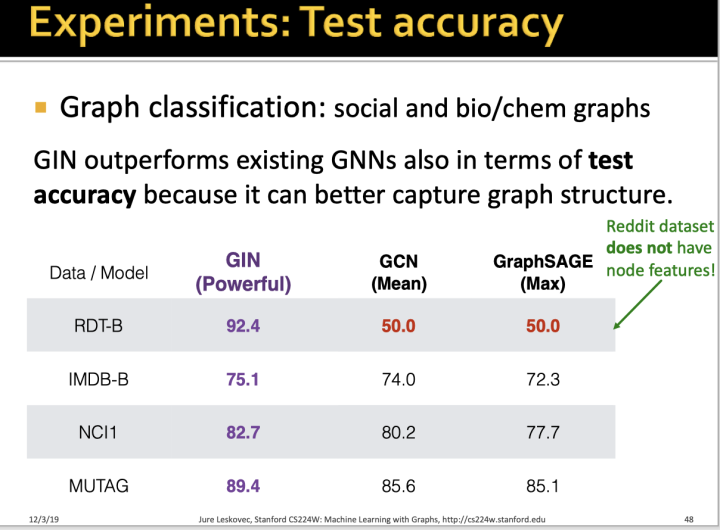 Experiments: Test accuracy
Graph classification: social and bio/chem graphs
GIN outperforms existing GNNs also in terms of test
accuracy because it can better capture graph structure.
Reddit dataset
does not have
node features!
Data / Model GIN (Powerful) GCN (Mean) GraphSAGE (Max)
RDT-B 92.4 50.0 50.0
IMDB-B 75.1 74.0 72.3
NCI1 82.7 80.2 77.7
MUTAG 89.4 85.6 85.1
12/3/19 Jure Leskovec, Stanford CS224W: Machine Learning with Graphs, http://cs224w.stanford.edu 48